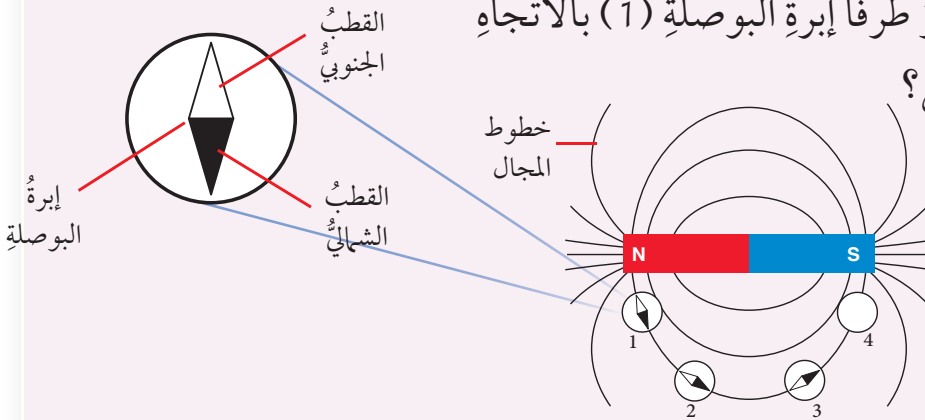 طرفا إبرةِ البوصلةِ (1) بالاتجاهِ
؟
القطبُ
الجنوبيُّ
خطوط
المجال
إبرةُ
البوصلةِ
القطبُ
الشماليُّ
N
S
1
2
3
4